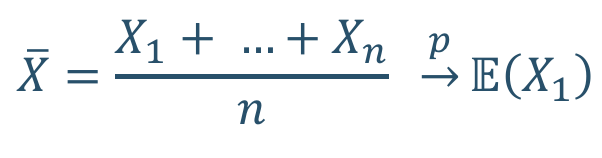 X̄ = (X₁ + … + Xₙ) / n →ᵖ 𝔼(X₁)